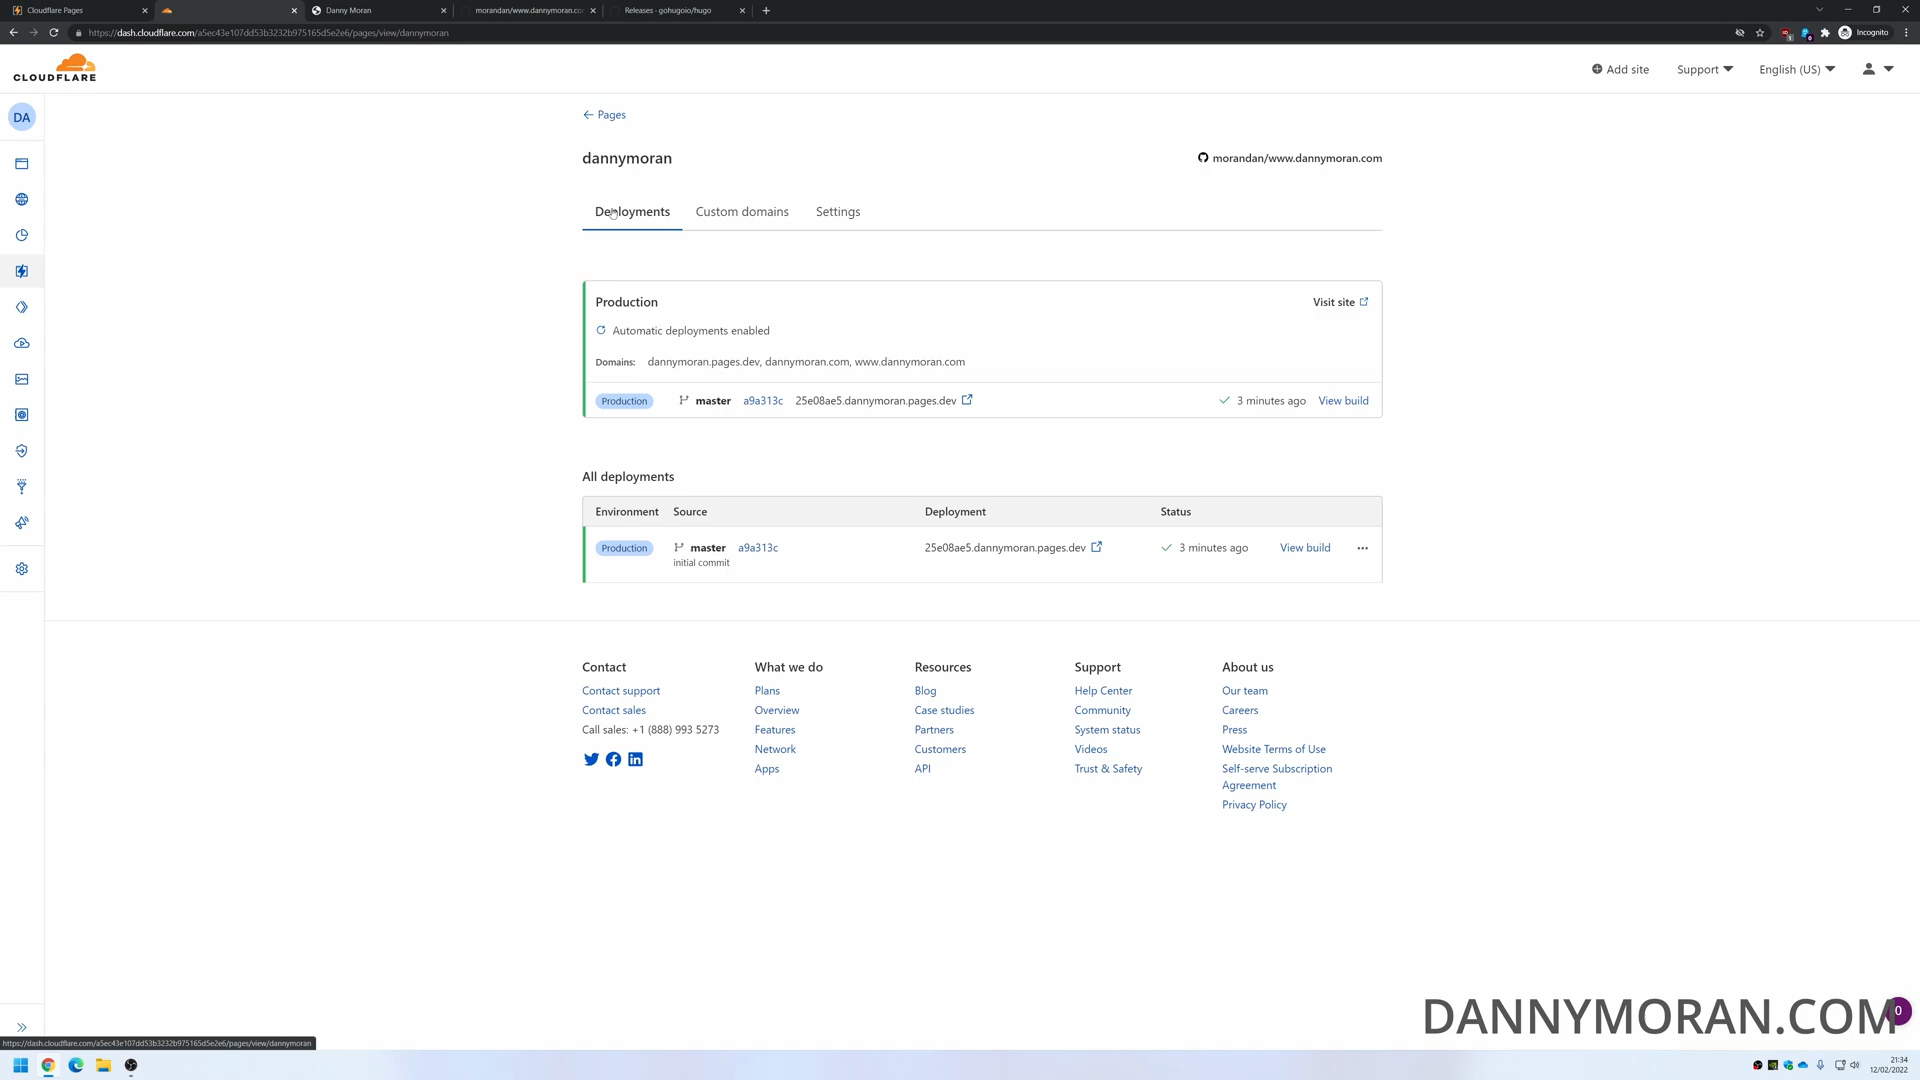 Cloudflare Pages
Danny Moran
morandan/www.dannymoran.co
Releases · gohugoio/hugo
https://dash.cloudflare.com/a5ec43e107dd53b3232b975165d5e2e6/pages/view/dannymoran
Incognito
CLOUDFLARE
Add site
Support
English (US)
DA
Pages
dannymoran
morandan/www.dannymoran.com
Deployments
Custom domains
Settings
Production
Visit site
Automatic deployments enabled
Domains: dannymoran.pages.dev, dannymoran.com, www.dannymoran.com
Production master a9a313c 25e08ae5.dannymoran.pages.dev 3 minutes ago View build
All deployments
Environment Source Deployment Status
Production master a9a313c 25e08ae5.dannymoran.pages.dev 3 minutes ago View build
initial commit
Contact
Contact support
Contact sales
Call sales: +1 (888) 993 5273
What we do
Plans
Overview
Features
Network
Apps
Resources
Blog
Case studies
Partners
Customers
API
Support
Help Center
Community
System status
Videos
Trust & Safety
About us
Our team
Careers
Press
Website Terms of Use
Self-serve Subscription
Agreement
Privacy Policy
DANNYMORAN.COM
0
https://dash.cloudflare.com/a5ec43e107dd53b3232b975165d5e2e6/pages/view/dannymoran
21:34
12/02/2022